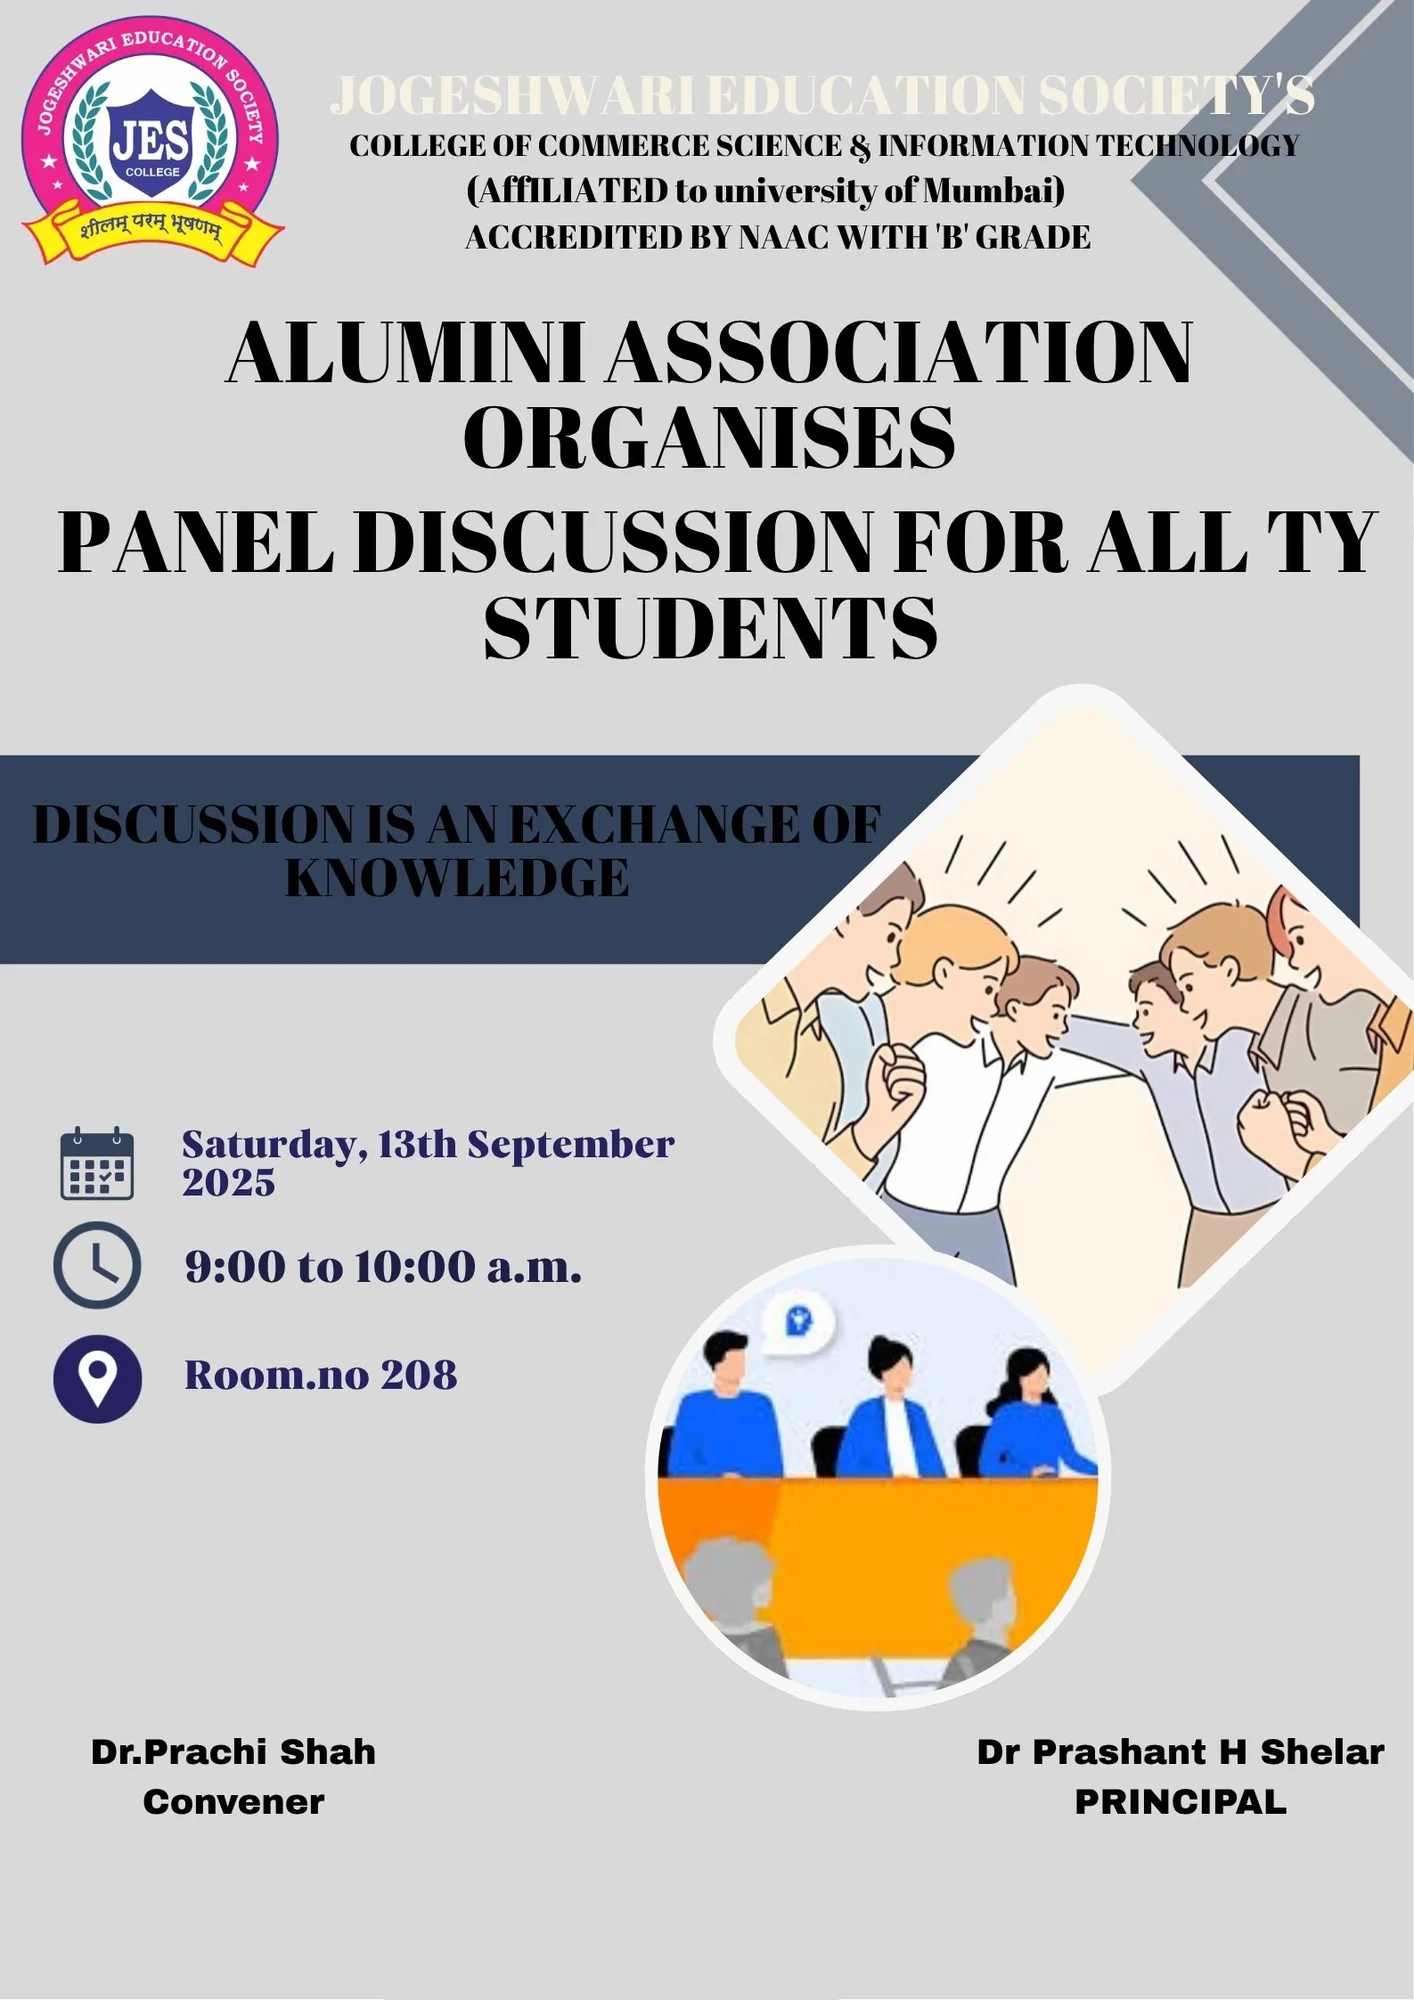 JOGESHWARI EDUCATION SOCIETY
JES
COLLEGE
शीलम् परम् भूषणम्
JOGESHWARI EDUCATION SOCIETY'S
COLLEGE OF COMMERCE SCIENCE & INFORMATION TECHNOLOGY
(AffILIATED to university of Mumbai)
ACCREDITED BY NAAC WITH 'B' GRADE
ALUMINI ASSOCIATION
ORGANISES
PANEL DISCUSSION FOR ALL TY
STUDENTS
DISCUSSION IS AN EXCHANGE OF
KNOWLEDGE
Saturday, 13th September
2025
9:00 to 10:00 a.m.
Room.no 208
Dr.Prachi Shah
Convener
Dr Prashant H Shelar
PRINCIPAL